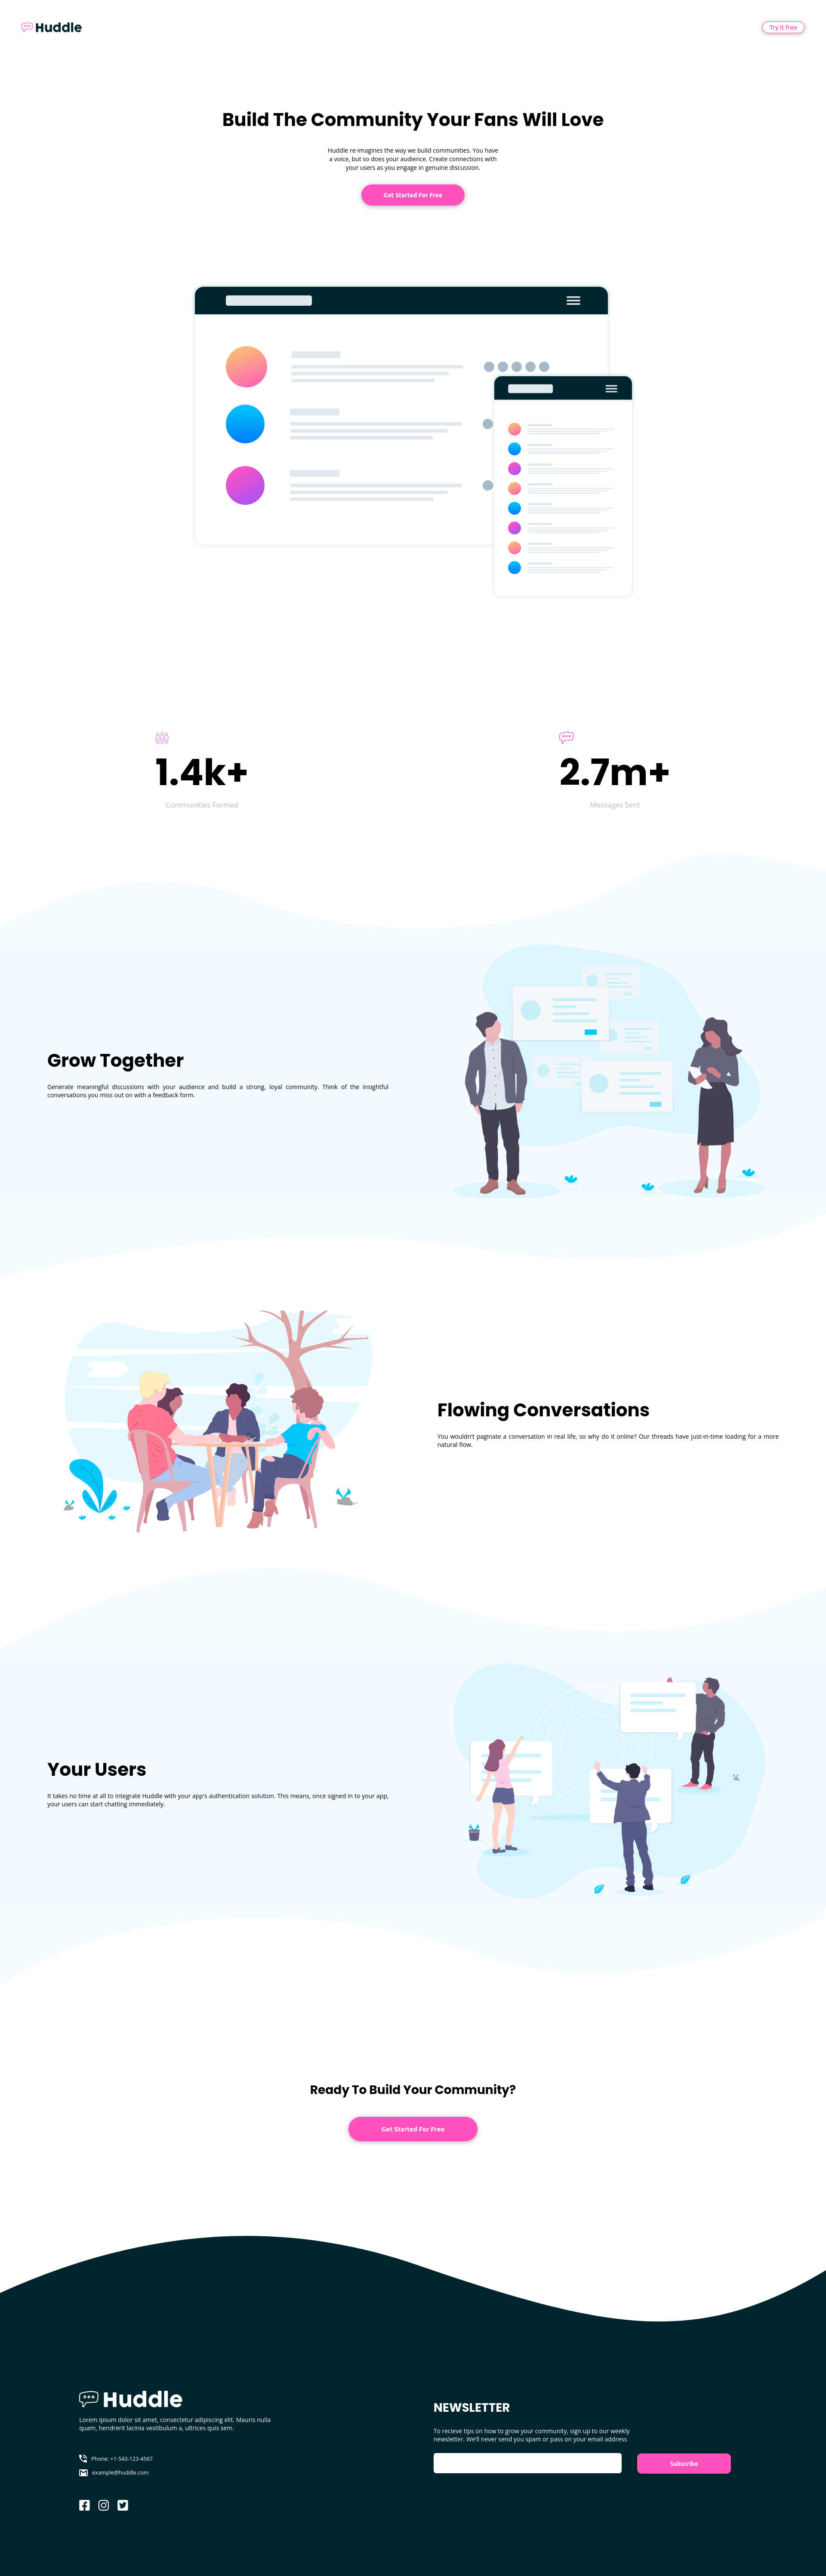 Huddle
Try it free
Build The Community Your Fans Will Love
Huddle re-imagines the way we build communities. You have
a voice, but so does your audience. Create connections with
your users as you engage in genuine discussion.
Get Started For Free
1.4k+
Communities Formed
2.7m+
Messages Sent
Grow Together
Generate meaningful discussions with your audience and build a strong, loyal community. Think of the insightful
conversations you miss out on with a feedback form.
Flowing Conversations
You wouldn't paginate a conversation in real life, so why do it online? Our threads have just-in-time loading for a more
natural flow.
Your Users
It takes no time at all to integrate Huddle with your app's authentication solution. This means, once signed in to your app,
your users can start chatting immediately.
Ready To Build Your Community?
Get Started For Free
Huddle
Lorem ipsum dolor sit amet, consectetur adipiscing elit. Mauris nulla
quam, hendrerit lacinia vestibulum a, ultrices quis sem.
Phone: +1-543-123-4567
example@huddle.com
NEWSLETTER
To recieve tips on how to grow your community, sign up to our weekly
newsletter. We'll never send you spam or pass on your email address
Subscribe